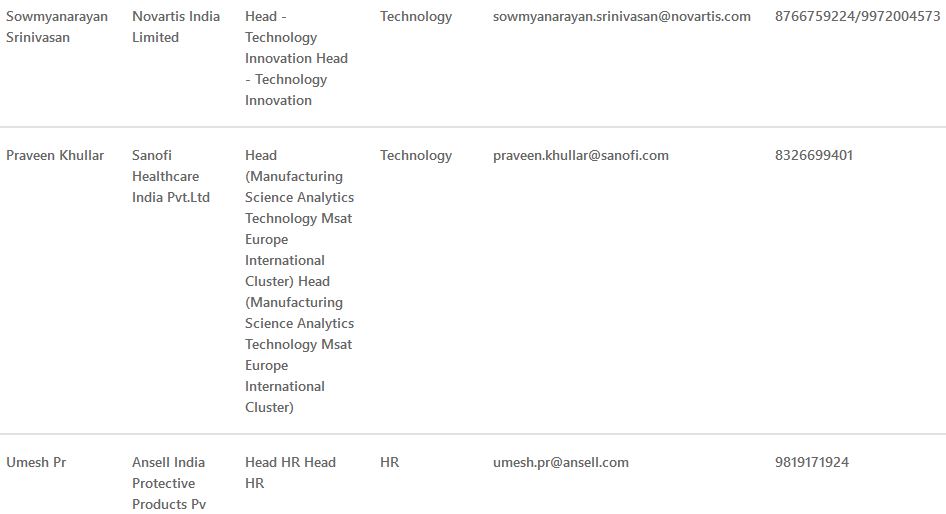 Sowmyanarayan Novartis India Head - Technology sowmyanarayan.srinivasan@novartis.com 8766759224/9972004573
Srinivasan Limited Technology
Innovation Head
- Technology
Innovation
Praveen Khullar Sanofi Head Technology praveen.khullar@sanofi.com 8326699401
Healthcare (Manufacturing
India Pvt.Ltd Science Analytics
Technology Msat
Europe
International
Cluster) Head
(Manufacturing
Science Analytics
Technology Msat
Europe
International
Cluster)
Umesh Pr Ansell India Head HR Head HR umesh.pr@ansell.com 9819171924
Protective HR
Products Pv